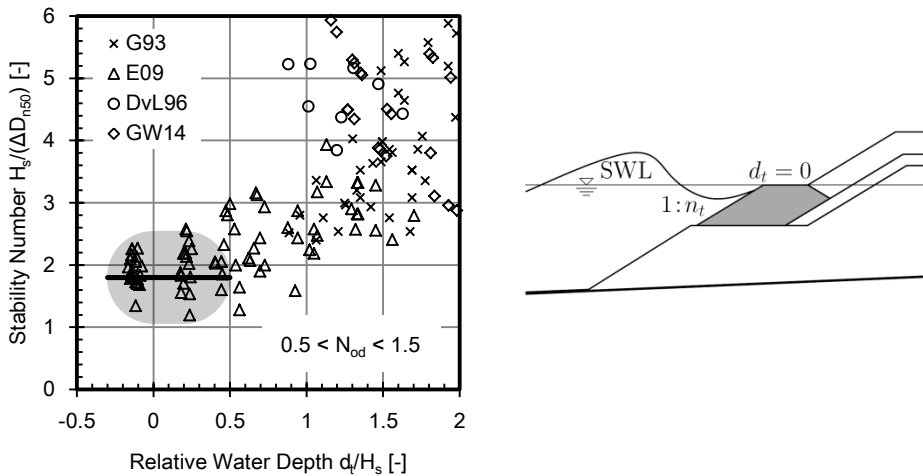 Stability Number Hₛ/(ΔDₙ₅₀) [-]
6
5
4
3
2
1
0
× G93
△ E09
○ DvL96
◇ GW14
0.5 < Nod < 1.5
-0.5 0 0.5 1 1.5 2
Relative Water Depth dₜ/Hₛ [-]
SWL
dₜ = 0
1:nₜ